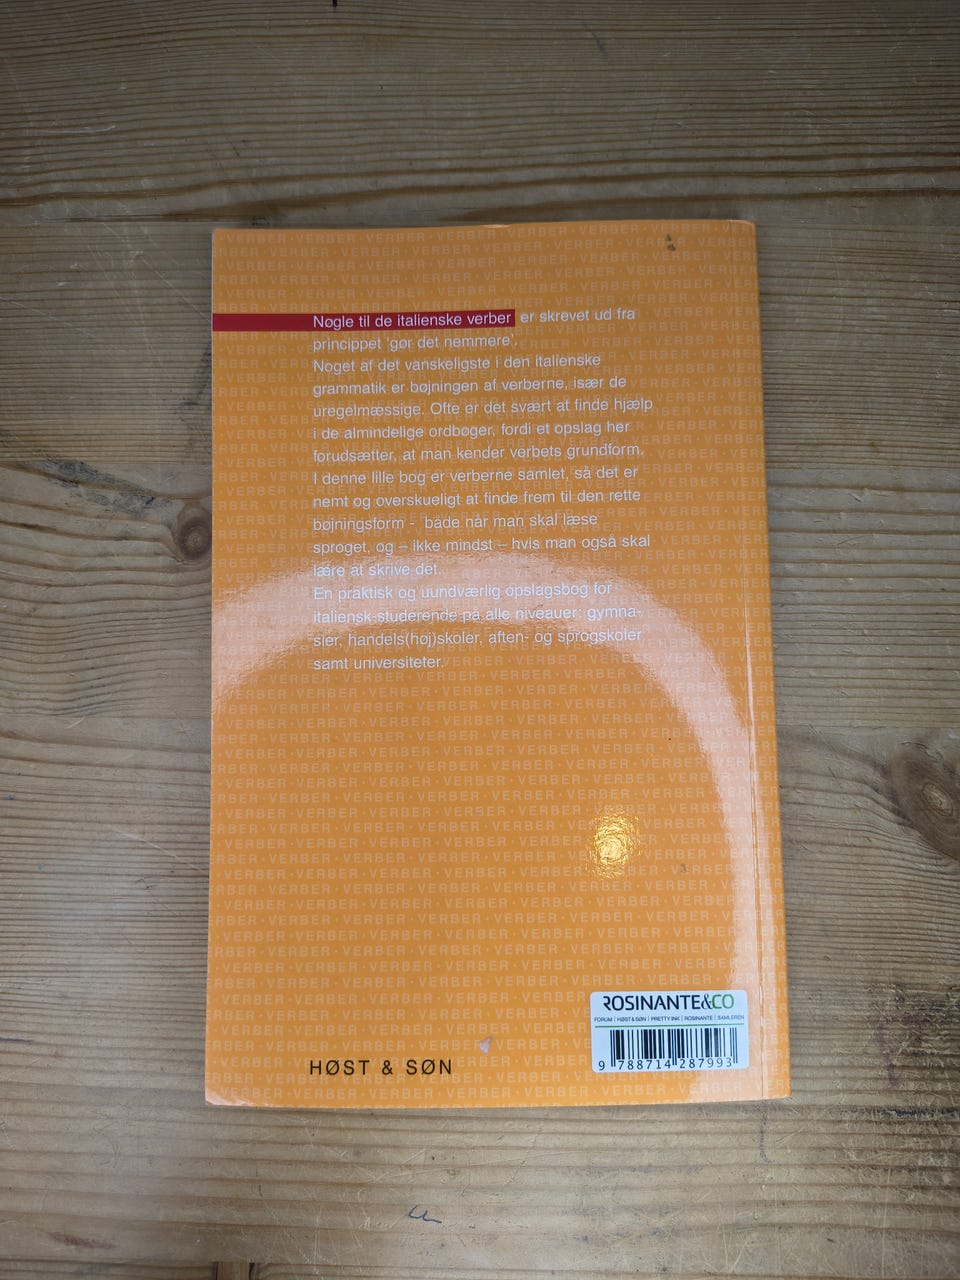 Nøgle til de italienske verber er skrevet ud fra
princippet 'gør det nemmere'.
Noget af det vanskeligste i den italienske
grammatik er bøjningen af verberne, især de
uregelmæssige. Ofte er det svært at finde hjælp
i de almindelige ordbøger, fordi et opslag her
forudsætter, at man kender verbets grundform.
I denne lille bog er verberne samlet, så det er
nemt og overskueligt at finde frem til den rette
bøjningsform - både når man skal læse
sproget, og – ikke mindst – hvis man også skal
lære at skrive det.
En praktisk og uundværlig opslagsbog for
italiensk-studerende på alle niveauer: gymna-
sier, handels(høj)skoler, aften- og sprogskoler
samt universiteter.
HØST & SØN
ROSINANTE&CO
FORUM | HØST & SØN | PRETTY INK | ROSINANTE | SAMLEREN
9 788714 287993